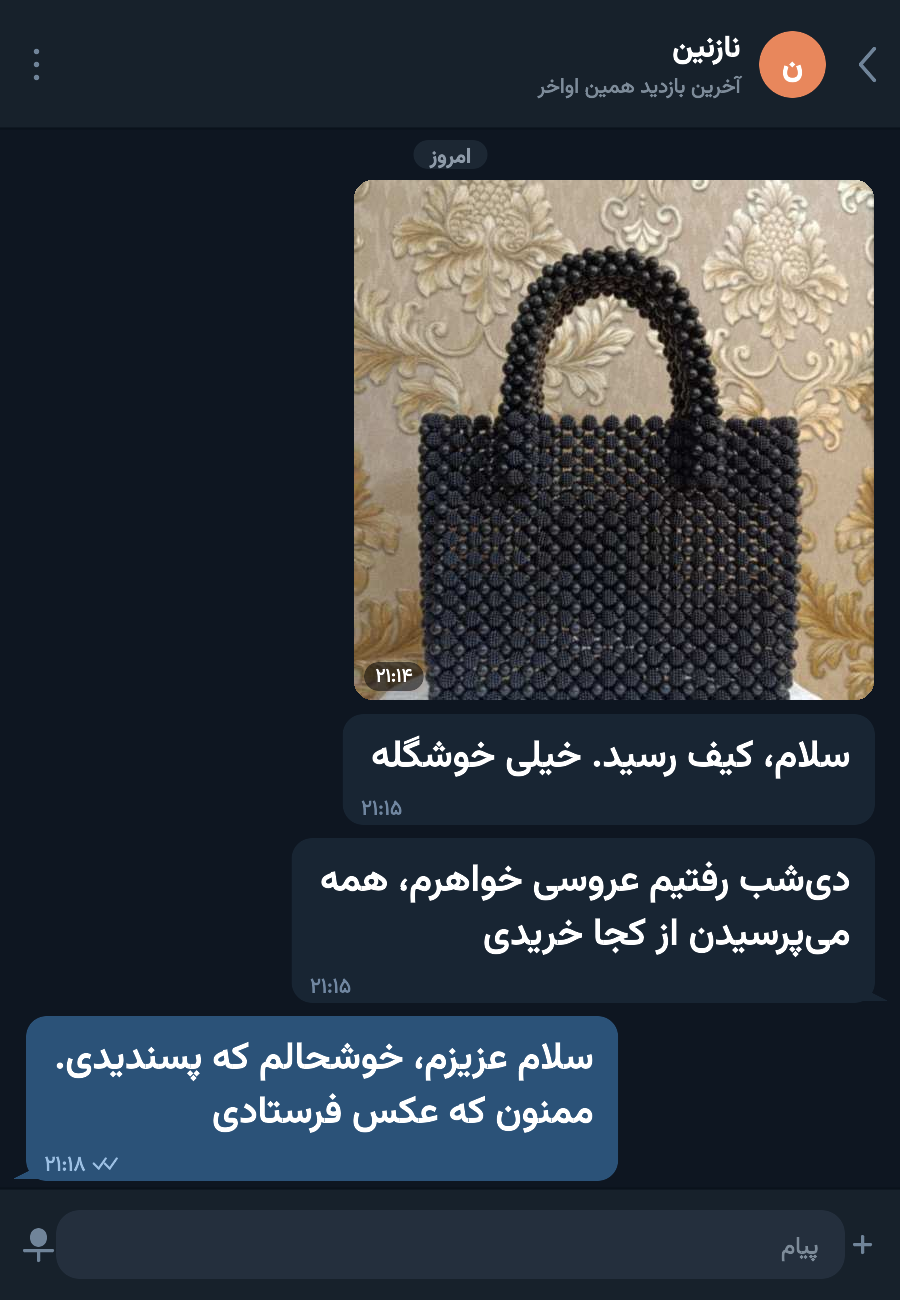 نازنین
ن
آخرین بازدید همین اواخر
امروز
۲۱:۱۴
سلام، کیف رسید. خیلی خوشگله
۲۱:۱۵
دی‌شب رفتیم عروسی خواهرم، همه
می‌پرسیدن از کجا خریدی
۲۱:۱۵
سلام عزیزم، خوشحالم که پسندیدی.
ممنون که عکس فرستادی
۲۱:۱۸
پیام